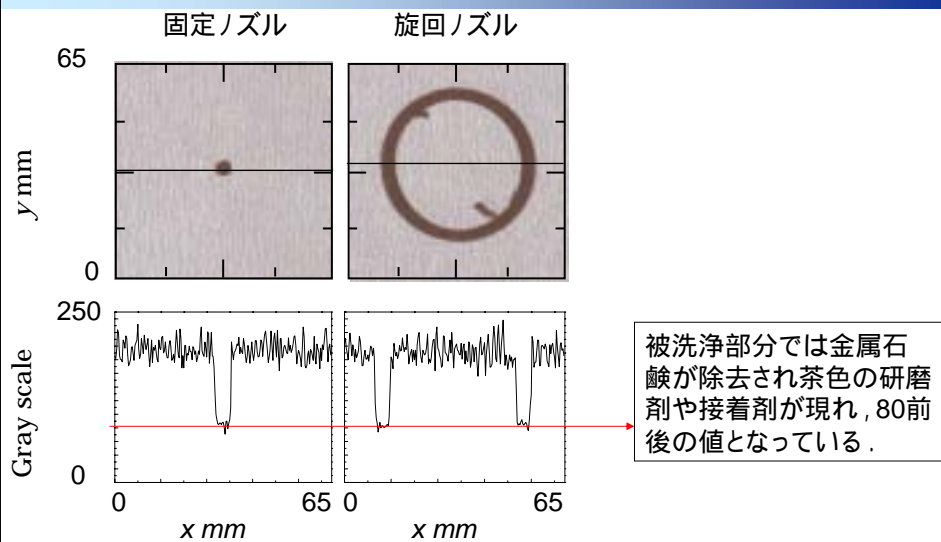 固定ノズル 旋回ノズル
65
y mm
0
250
Gray scale
0
0 65 0 65
x mm x mm
被洗浄部分では金属石
鹸が除去され茶色の研磨
剤や接着剤が現れ,80前
後の値となっている.